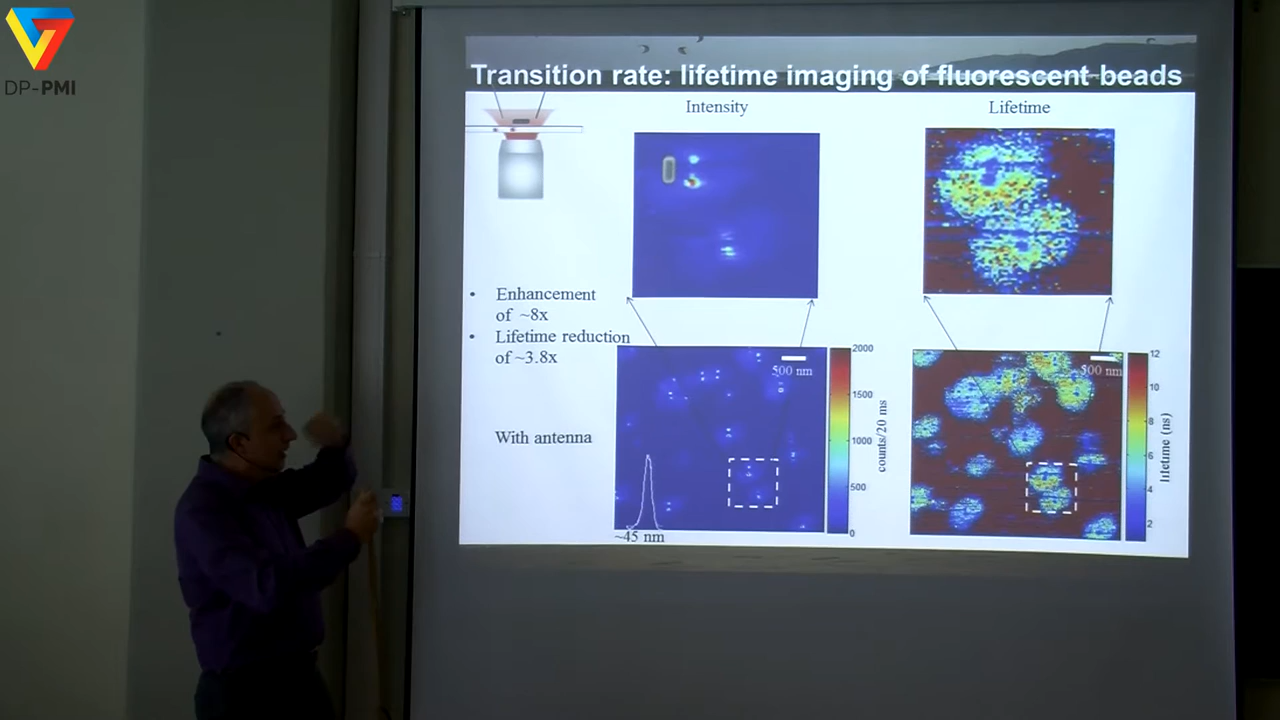 DP-PMI
Transition rate: lifetime imaging of fluorescent beads
Intensity
Lifetime
• Enhancement
of ~8x
• Lifetime reduction
of ~3.8x
With antenna
500 nm
2000
1500
1000
500
0
counts/20 ms
~45 nm
500 nm
12
10
8
6
4
2
lifetime (ns)